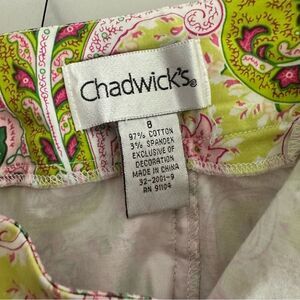 Chadwick's®
8
97% COTTON
3% SPANDEX
EXCLUSIVE OF
DECORATION
MADE IN CHINA
32-2001-9
RN 91104